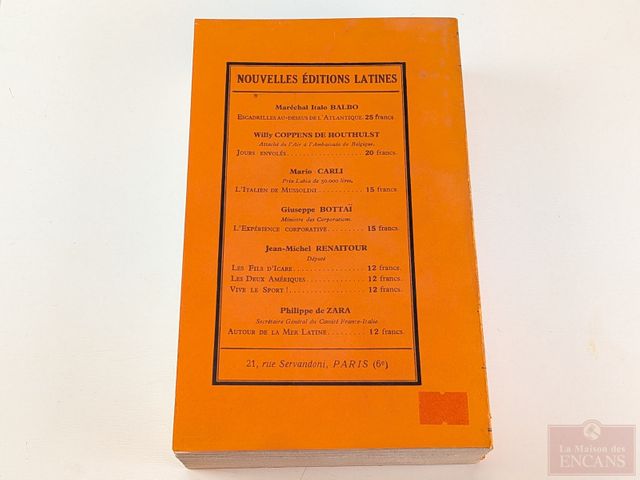 NOUVELLES ÉDITIONS LATINES
Maréchal Italo BALBO
ESCADRILLES AU-DESSUS DE L'ATLANTIQUE. 25 francs.
Willy COPPENS DE HOUTHULST
Attaché de l'Air à l'Ambassade de Belgique.
JOURS ENVOLÉS.................. 20 francs.
Mario CARLI
Prix Labia de 50.000 lires.
L'ITALIEN DE MUSSOLINI........... 15 francs
Giuseppe BOTTAÏ
Ministre des Corporations.
L'EXPÉRIENCE CORPORATIVE......... 15 francs.
Jean-Michel RENAITOUR
Député
LES FILS D'ICARE................ 12 francs.
LES DEUX AMÉRIQUES............. 12 francs.
VIVE LE SPORT !................. 12 francs.
Philippe de ZARA
Secrétaire Général du Comité France-Italie.
AUTOUR DE LA MER LATINE......... 12 francs.
21, rue Servandoni, PARIS (6e)
La Maison des
ENCANS